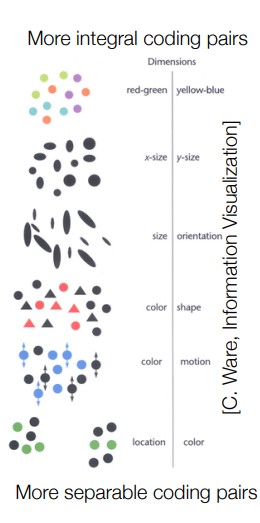 More integral coding pairs
Dimensions
red-green yellow-blue
x-size y-size
size orientation
color shape
color motion
location color
More separable coding pairs
[C. Ware, Information Visualization]